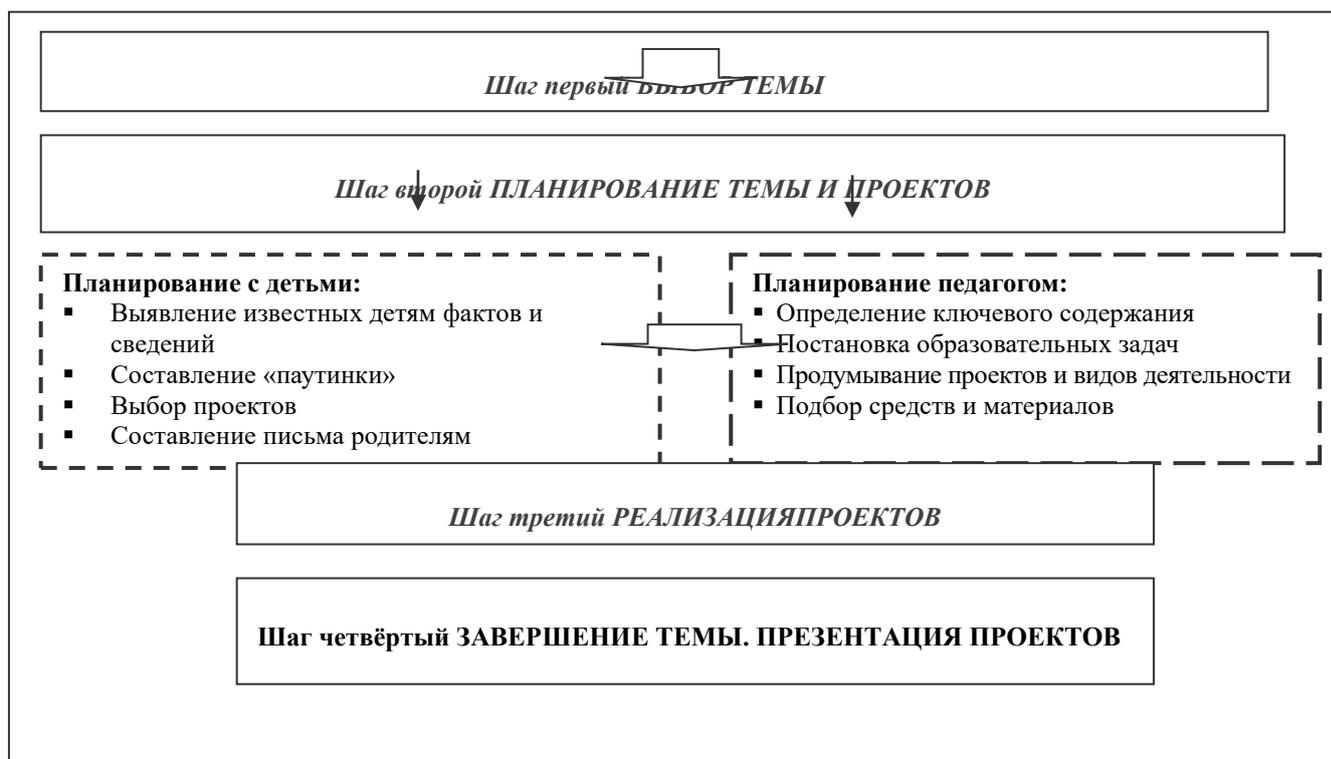 Шаг первый ВЫБОР ТЕМЫ
Шаг второй ПЛАНИРОВАНИЕ ТЕМЫ И ПРОЕКТОВ
Планирование с детьми:
▪ Выявление известных детям фактов и
сведений
▪ Составление «паутинки»
▪ Выбор проектов
▪ Составление письма родителям
Планирование педагогом:
▪ Определение ключевого содержания
▪ Постановка образовательных задач
▪ Продумывание проектов и видов деятельности
▪ Подбор средств и материалов
Шаг третий РЕАЛИЗАЦИЯПРОЕКТОВ
Шаг четвёртый ЗАВЕРШЕНИЕ ТЕМЫ. ПРЕЗЕНТАЦИЯ ПРОЕКТОВ